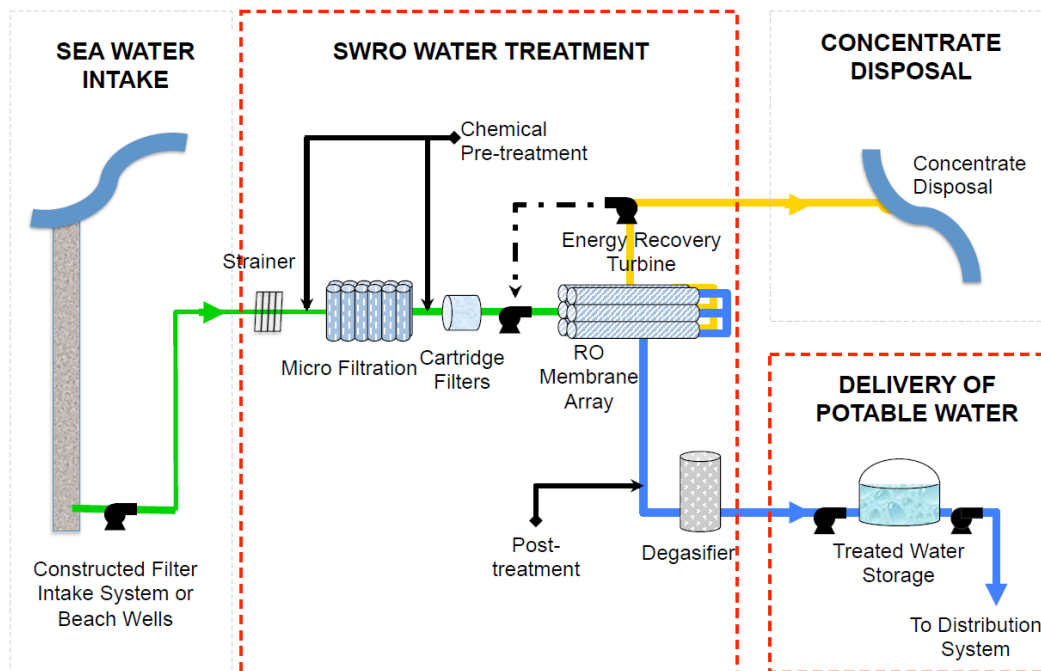 SEA WATER
INTAKE
Constructed Filter
Intake System or
Beach Wells
SWRO WATER TREATMENT
Chemical
Pre-treatment
Strainer
Micro Filtration
Cartridge
Filters
Energy Recovery
Turbine
RO
Membrane
Array
Post-
treatment
Degasifier
CONCENTRATE
DISPOSAL
Concentrate
Disposal
DELIVERY OF
POTABLE WATER
Treated Water
Storage
To Distribution
System